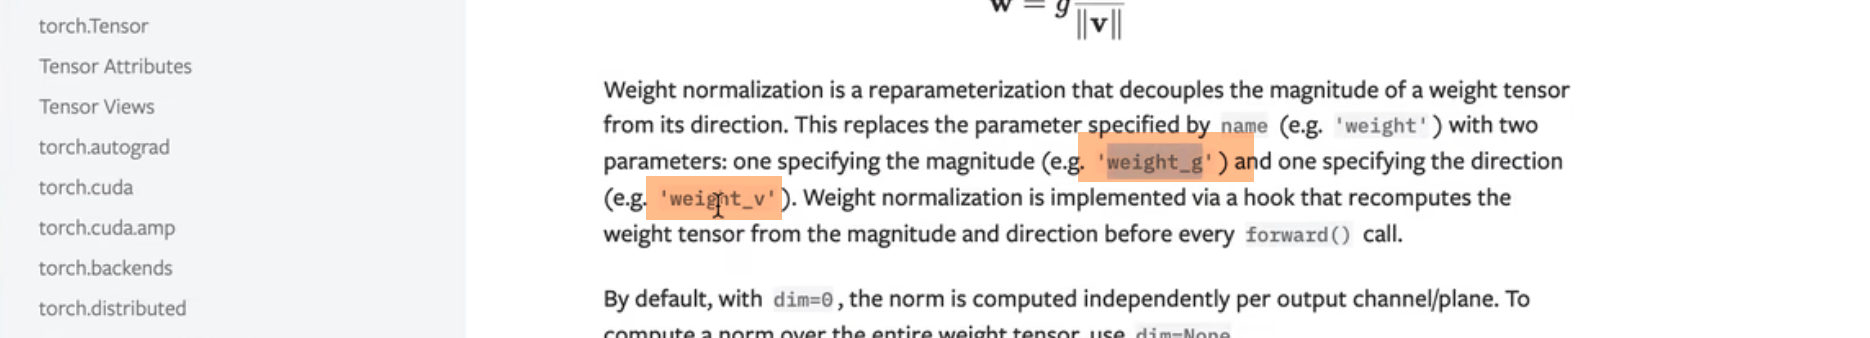 torch.Tensor
Tensor Attributes
Tensor Views
torch.autograd
torch.cuda
torch.cuda.amp
torch.backends
torch.distributed
w = g
‖v‖
Weight normalization is a reparameterization that decouples the magnitude of a weight tensor
from its direction. This replaces the parameter specified by name (e.g. 'weight') with two
parameters: one specifying the magnitude (e.g. 'weight_g') and one specifying the direction
(e.g. 'weight_v'). Weight normalization is implemented via a hook that recomputes the
weight tensor from the magnitude and direction before every forward() call.
By default, with dim=0, the norm is computed independently per output channel/plane. To
compute a norm over the entire weight tensor, use dim=None